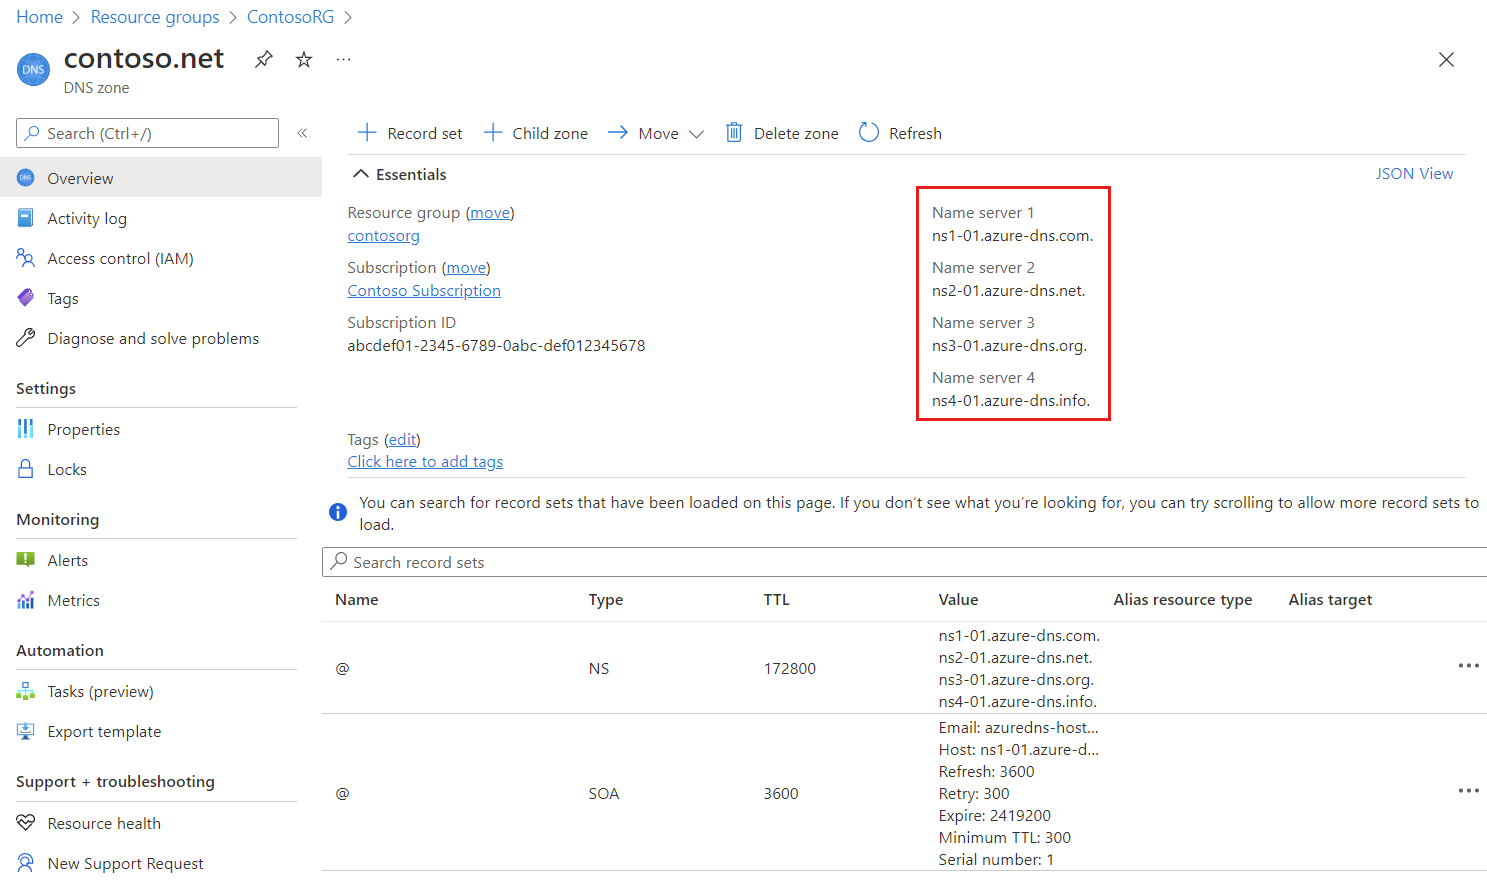 Home > Resource groups > ContosoRG >
DNS
contoso.net
DNS zone
Search (Ctrl+/)
Overview
Activity log
Access control (IAM)
Tags
Diagnose and solve problems
Settings
Properties
Locks
Monitoring
Alerts
Metrics
Automation
Tasks (preview)
Export template
Support + troubleshooting
Resource health
New Support Request
Record set
Child zone
Move
Delete zone
Refresh
Essentials
JSON View
Resource group (move)
contosorg
Subscription (move)
Contoso Subscription
Subscription ID
abcdef01-2345-6789-0abc-def012345678
Name server 1
ns1-01.azure-dns.com.
Name server 2
ns2-01.azure-dns.net.
Name server 3
ns3-01.azure-dns.org.
Name server 4
ns4-01.azure-dns.info.
Tags (edit)
Click here to add tags
You can search for record sets that have been loaded on this page. If you don't see what you're looking for, you can try scrolling to allow more record sets to
load.
Search record sets
Name Type TTL Value Alias resource type Alias target
@ NS 172800
ns1-01.azure-dns.com.
ns2-01.azure-dns.net.
ns3-01.azure-dns.org.
ns4-01.azure-dns.info.
@ SOA 3600
Email: azuredns-host...
Host: ns1-01.azure-d...
Refresh: 3600
Retry: 300
Expire: 2419200
Minimum TTL: 300
Serial number: 1